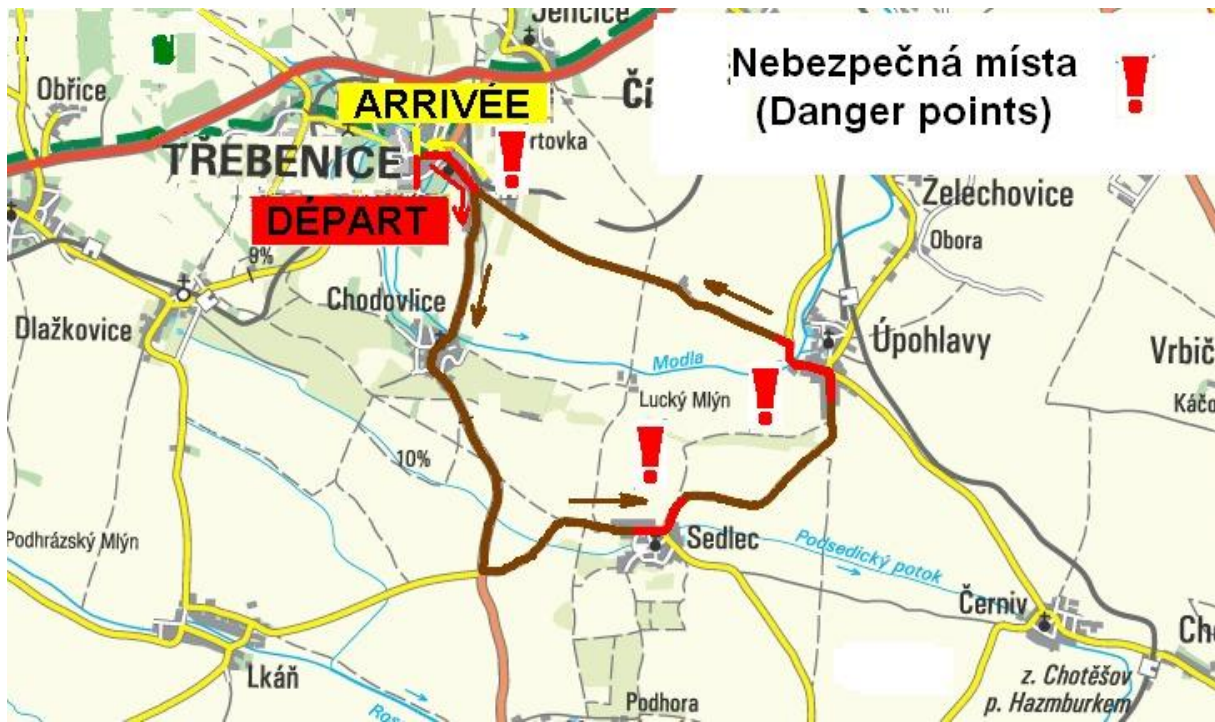 Jenčice
Nebezpečná místa
(Danger points)
Obřice
ARRIVÉE
Čí
rtovka
TŘEBENICE
Želechovice
DÉPART
Obora
9%
Chodovlice
Dlažkovice
Úpohlavy
Vrbič
Modla
Lucký Mlýn
Káčo
10%
Podhrázský Mlýn
Sedlec
Podsedický potok
Černiv
Cho
Lkáň
z. Chotěšov
p. Hazmburkem
Podhora
Ros